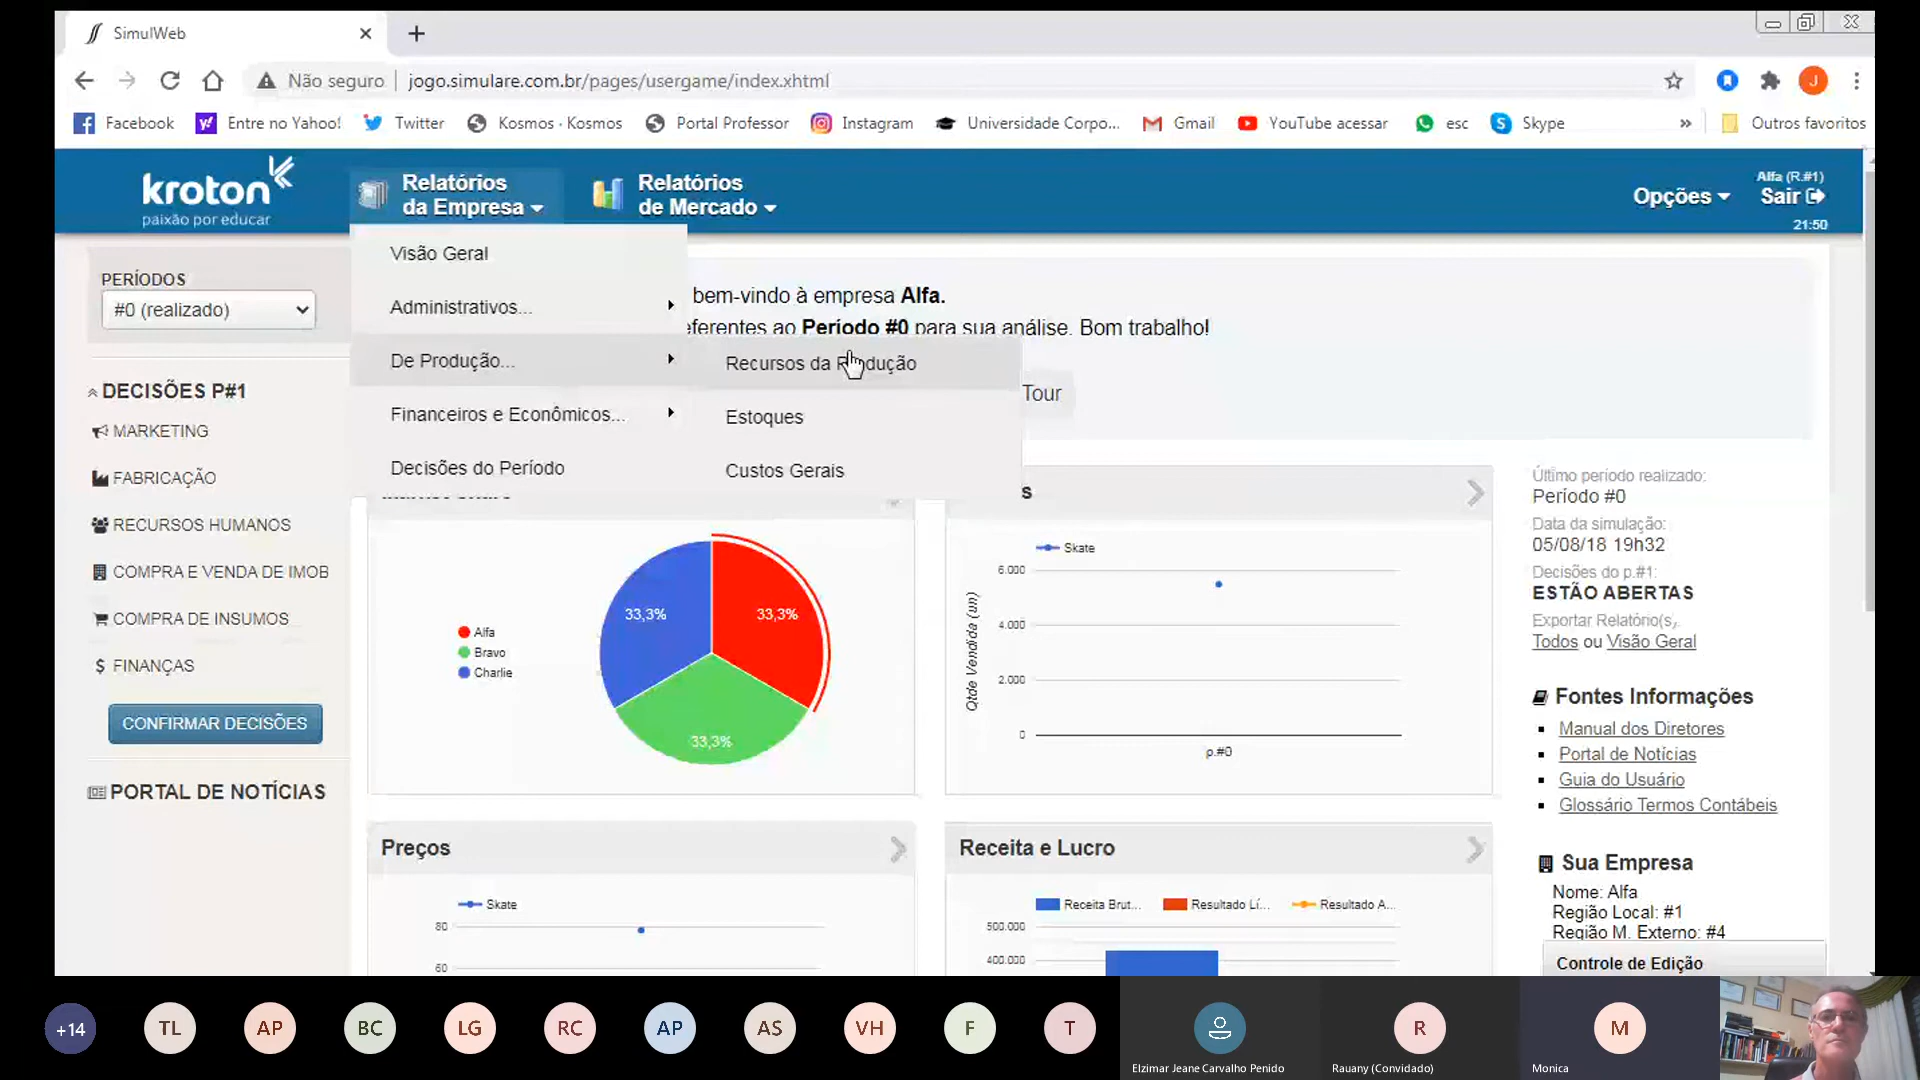 SimulWeb
Não seguro
jogo.simulare.com.br/pages/usergame/index.xhtml
J
Facebook
Entre no Yahoo!
Twitter
Kosmos · Kosmos
Portal Professor
Instagram
Universidade Corpo...
Gmail
YouTube acessar
esc
Skype
»
Outros favoritos
kroton
paixão por educar
Relatórios
da Empresa
Relatórios
de Mercado
Opções
Alfa (R.#1)
Sair
21:50
PERÍODOS
#0 (realizado)
DECISÕES P#1
MARKETING
FABRICAÇÃO
RECURSOS HUMANOS
COMPRA E VENDA DE IMOB
COMPRA DE INSUMOS
FINANÇAS
CONFIRMAR DECISÕES
PORTAL DE NOTÍCIAS
Visão Geral
Administrativos...
De Produção...
Financeiros e Econômicos...
Decisões do Período
Recursos da Produção
Estoques
Custos Gerais
bem-vindo à empresa Alfa.
eferentes ao Período #0 para sua análise. Bom trabalho!
Tour
s
Alfa
Bravo
Charlie
33,3%
33,3%
33,3%
Skate
Qtde Vendida (un)
6.000
4.000
2.000
0
p.#0
Preços
Skate
80
60
Receita e Lucro
Receita Brut...
Resultado Lí...
Resultado A...
500.000
400.000
Último período realizado:
Período #0
Data da simulação:
05/08/18 19h32
Decisões do p.#1:
ESTÃO ABERTAS
Exportar Relatório(s).
Todos ou Visão Geral
Fontes Informações
Manual dos Diretores
Portal de Notícias
Guia do Usuário
Glossário Termos Contábeis
Sua Empresa
Nome: Alfa
Região Local: #1
Região M. Externo: #4
Controle de Edição
+14
TL
AP
BC
LG
RC
AP
AS
VH
F
T
Elzimar Jeane Carvalho Penido
R
Rauany (Convidado)
M
Monica